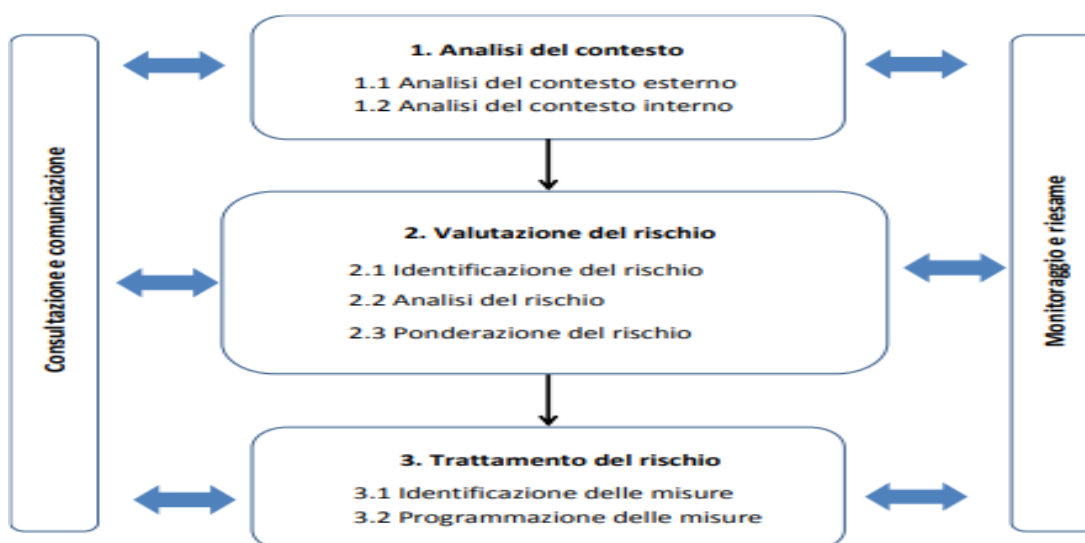 Consultazione e comunicazione
1. Analisi del contesto
1.1 Analisi del contesto esterno
1.2 Analisi del contesto interno
2. Valutazione del rischio
2.1 Identificazione del rischio
2.2 Analisi del rischio
2.3 Ponderazione del rischio
3. Trattamento del rischio
3.1 Identificazione delle misure
3.2 Programmazione delle misure
Monitoraggio e riesame